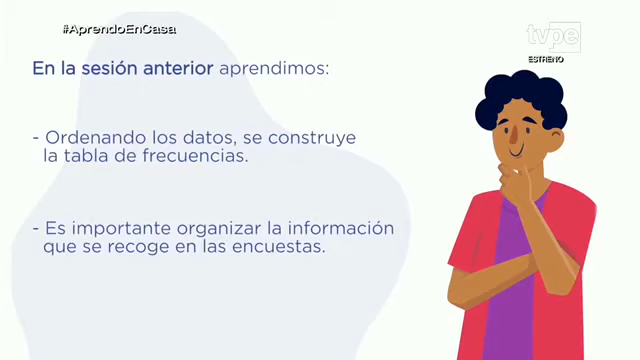 #AprendoEnCasa
tvpe
ESTRENO
En la sesión anterior aprendimos:
- Ordenando los datos, se construye
la tabla de frecuencias.
- Es importante organizar la información
que se recoge en las encuestas.